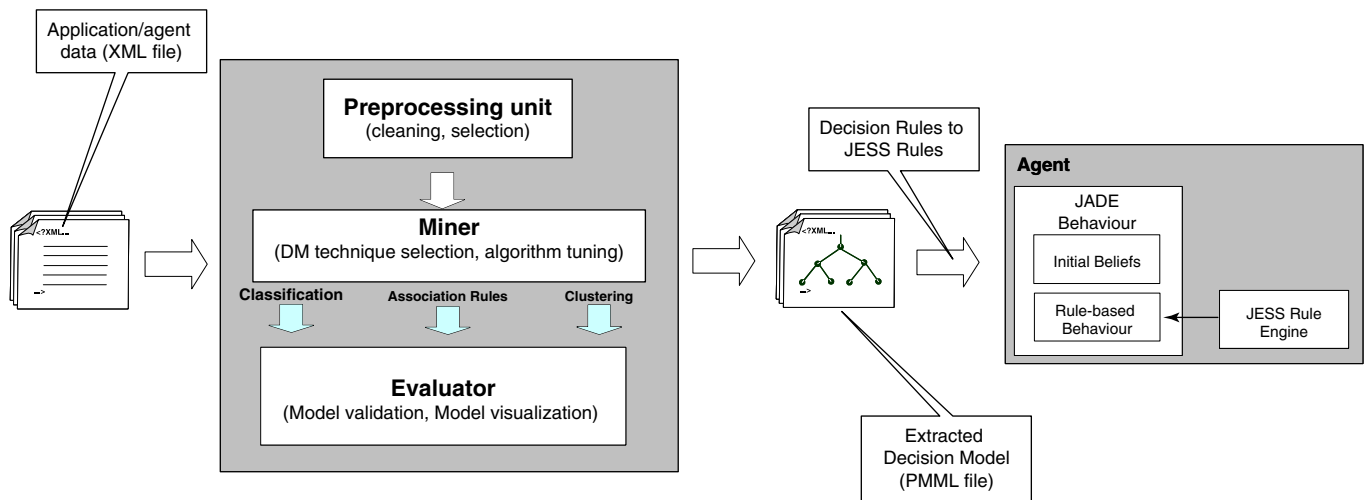 Application/agent
data (XML file)
<?XML...
...>
Preprocessing unit
(cleaning, selection)
Miner
(DM technique selection, algorithm tuning)
Classification
Association Rules
Clustering
Evaluator
(Model validation, Model visualization)
Decision Rules to
JESS Rules
<?XML...
...>
Extracted
Decision Model
(PMML file)
Agent
JADE
Behaviour
Initial Beliefs
Rule-based
Behaviour
JESS Rule
Engine